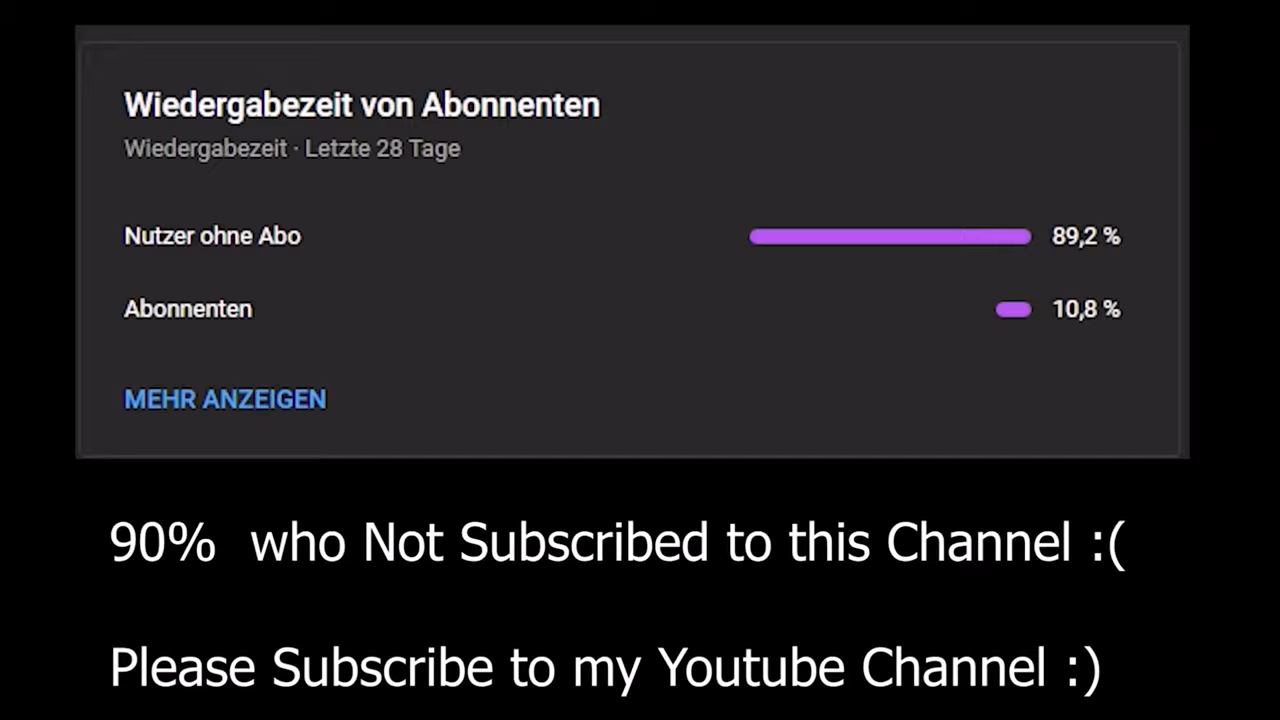 Wiedergabezeit von Abonnenten
Wiedergabezeit · Letzte 28 Tage
Nutzer ohne Abo 89,2 %
Abonnenten 10,8 %
MEHR ANZEIGEN
90% who Not Subscribed to this Channel :(
Please Subscribe to my Youtube Channel :)